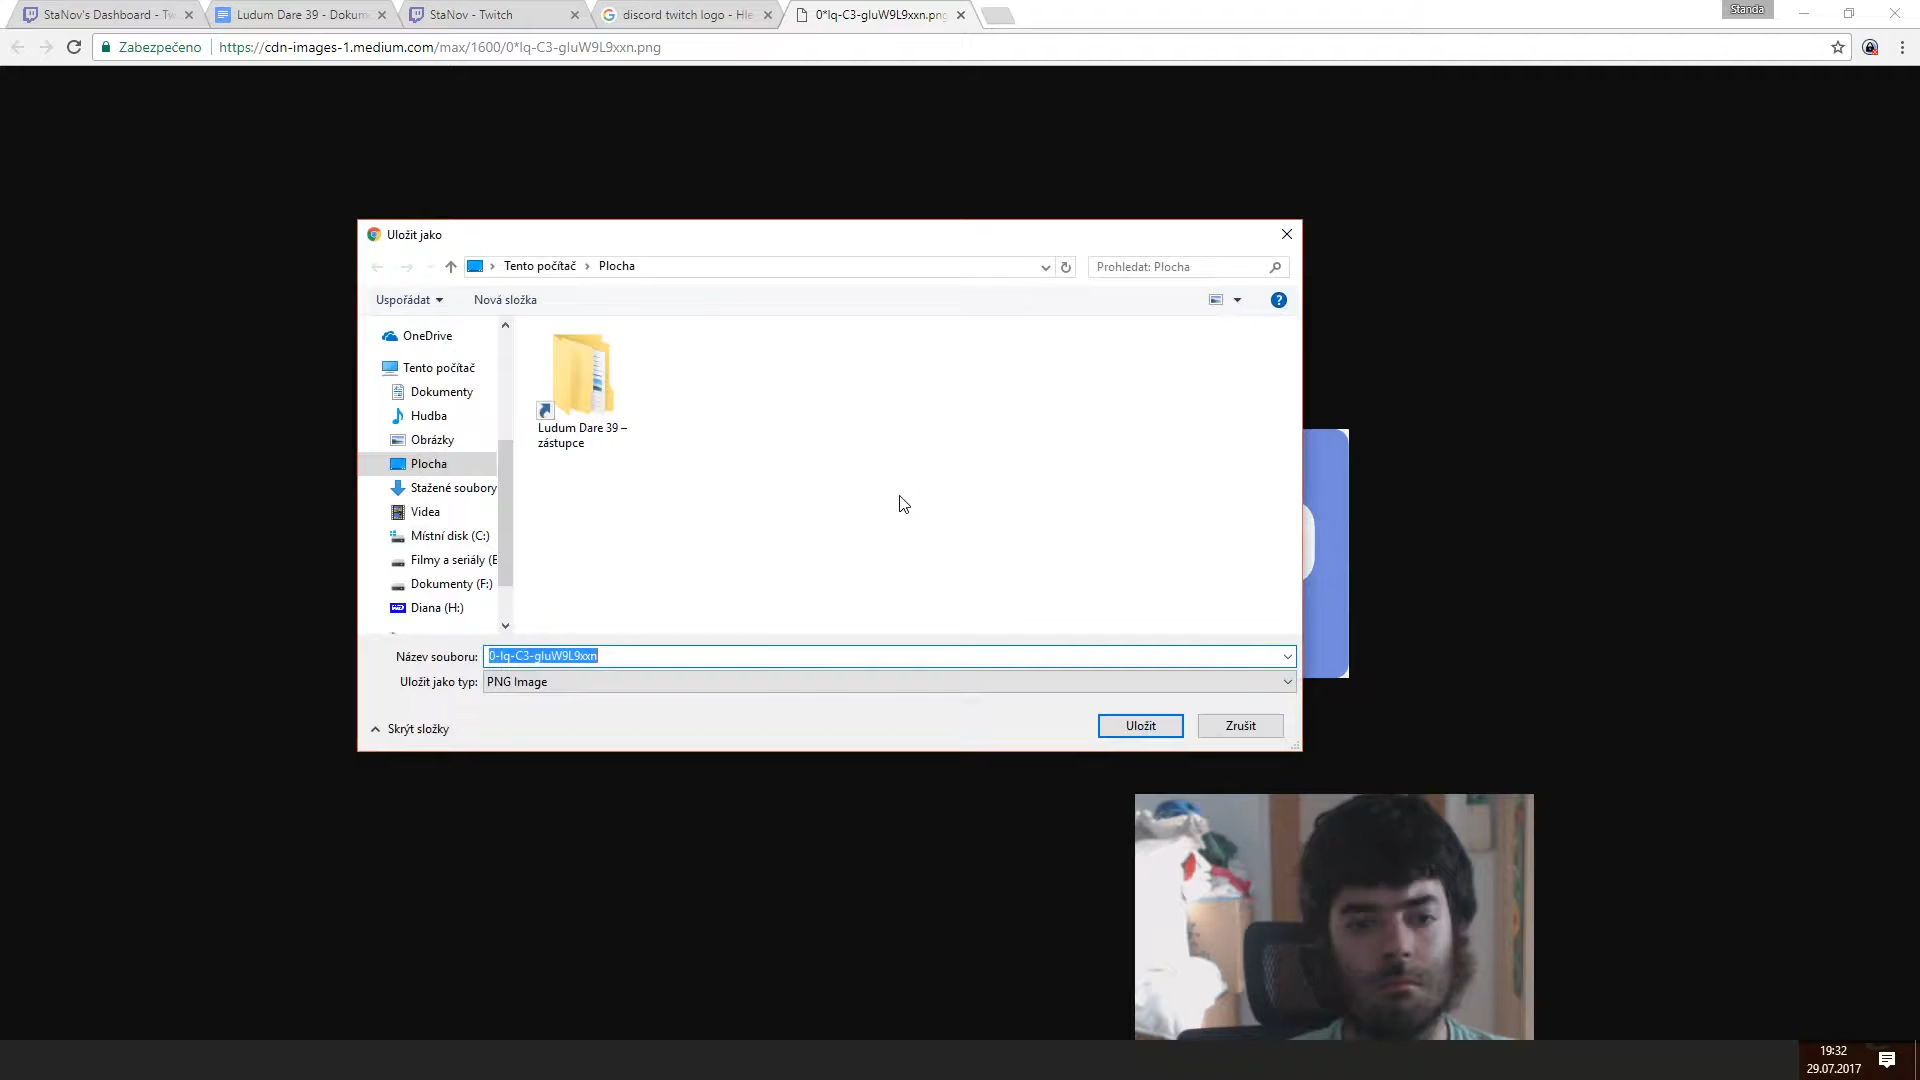 StaNov's Dashboard - Tw
Ludum Dare 39 - Dokum
StaNov - Twitch
discord twitch logo - Hle
0*Iq-C3-gluW9L9xxn.png
Standa
Zabezpečeno
https://cdn-images-1.medium.com/max/1600/0*Iq-C3-gluW9L9xxn.png
Uložit jako
Tento počítač
Plocha
Prohledat: Plocha
Uspořádat
Nová složka
OneDrive
Tento počítač
Dokumenty
Hudba
Obrázky
Plocha
Stažené soubory
Videa
Místní disk (C:)
Filmy a seriály (E
Dokumenty (F:)
Diana (H:)
Ludum Dare 39 –
zástupce
Název souboru:
0-Iq-C3-gluW9L9xxn
Uložit jako typ:
PNG Image
Skrýt složky
Uložit
Zrušit
19:32
29.07.2017